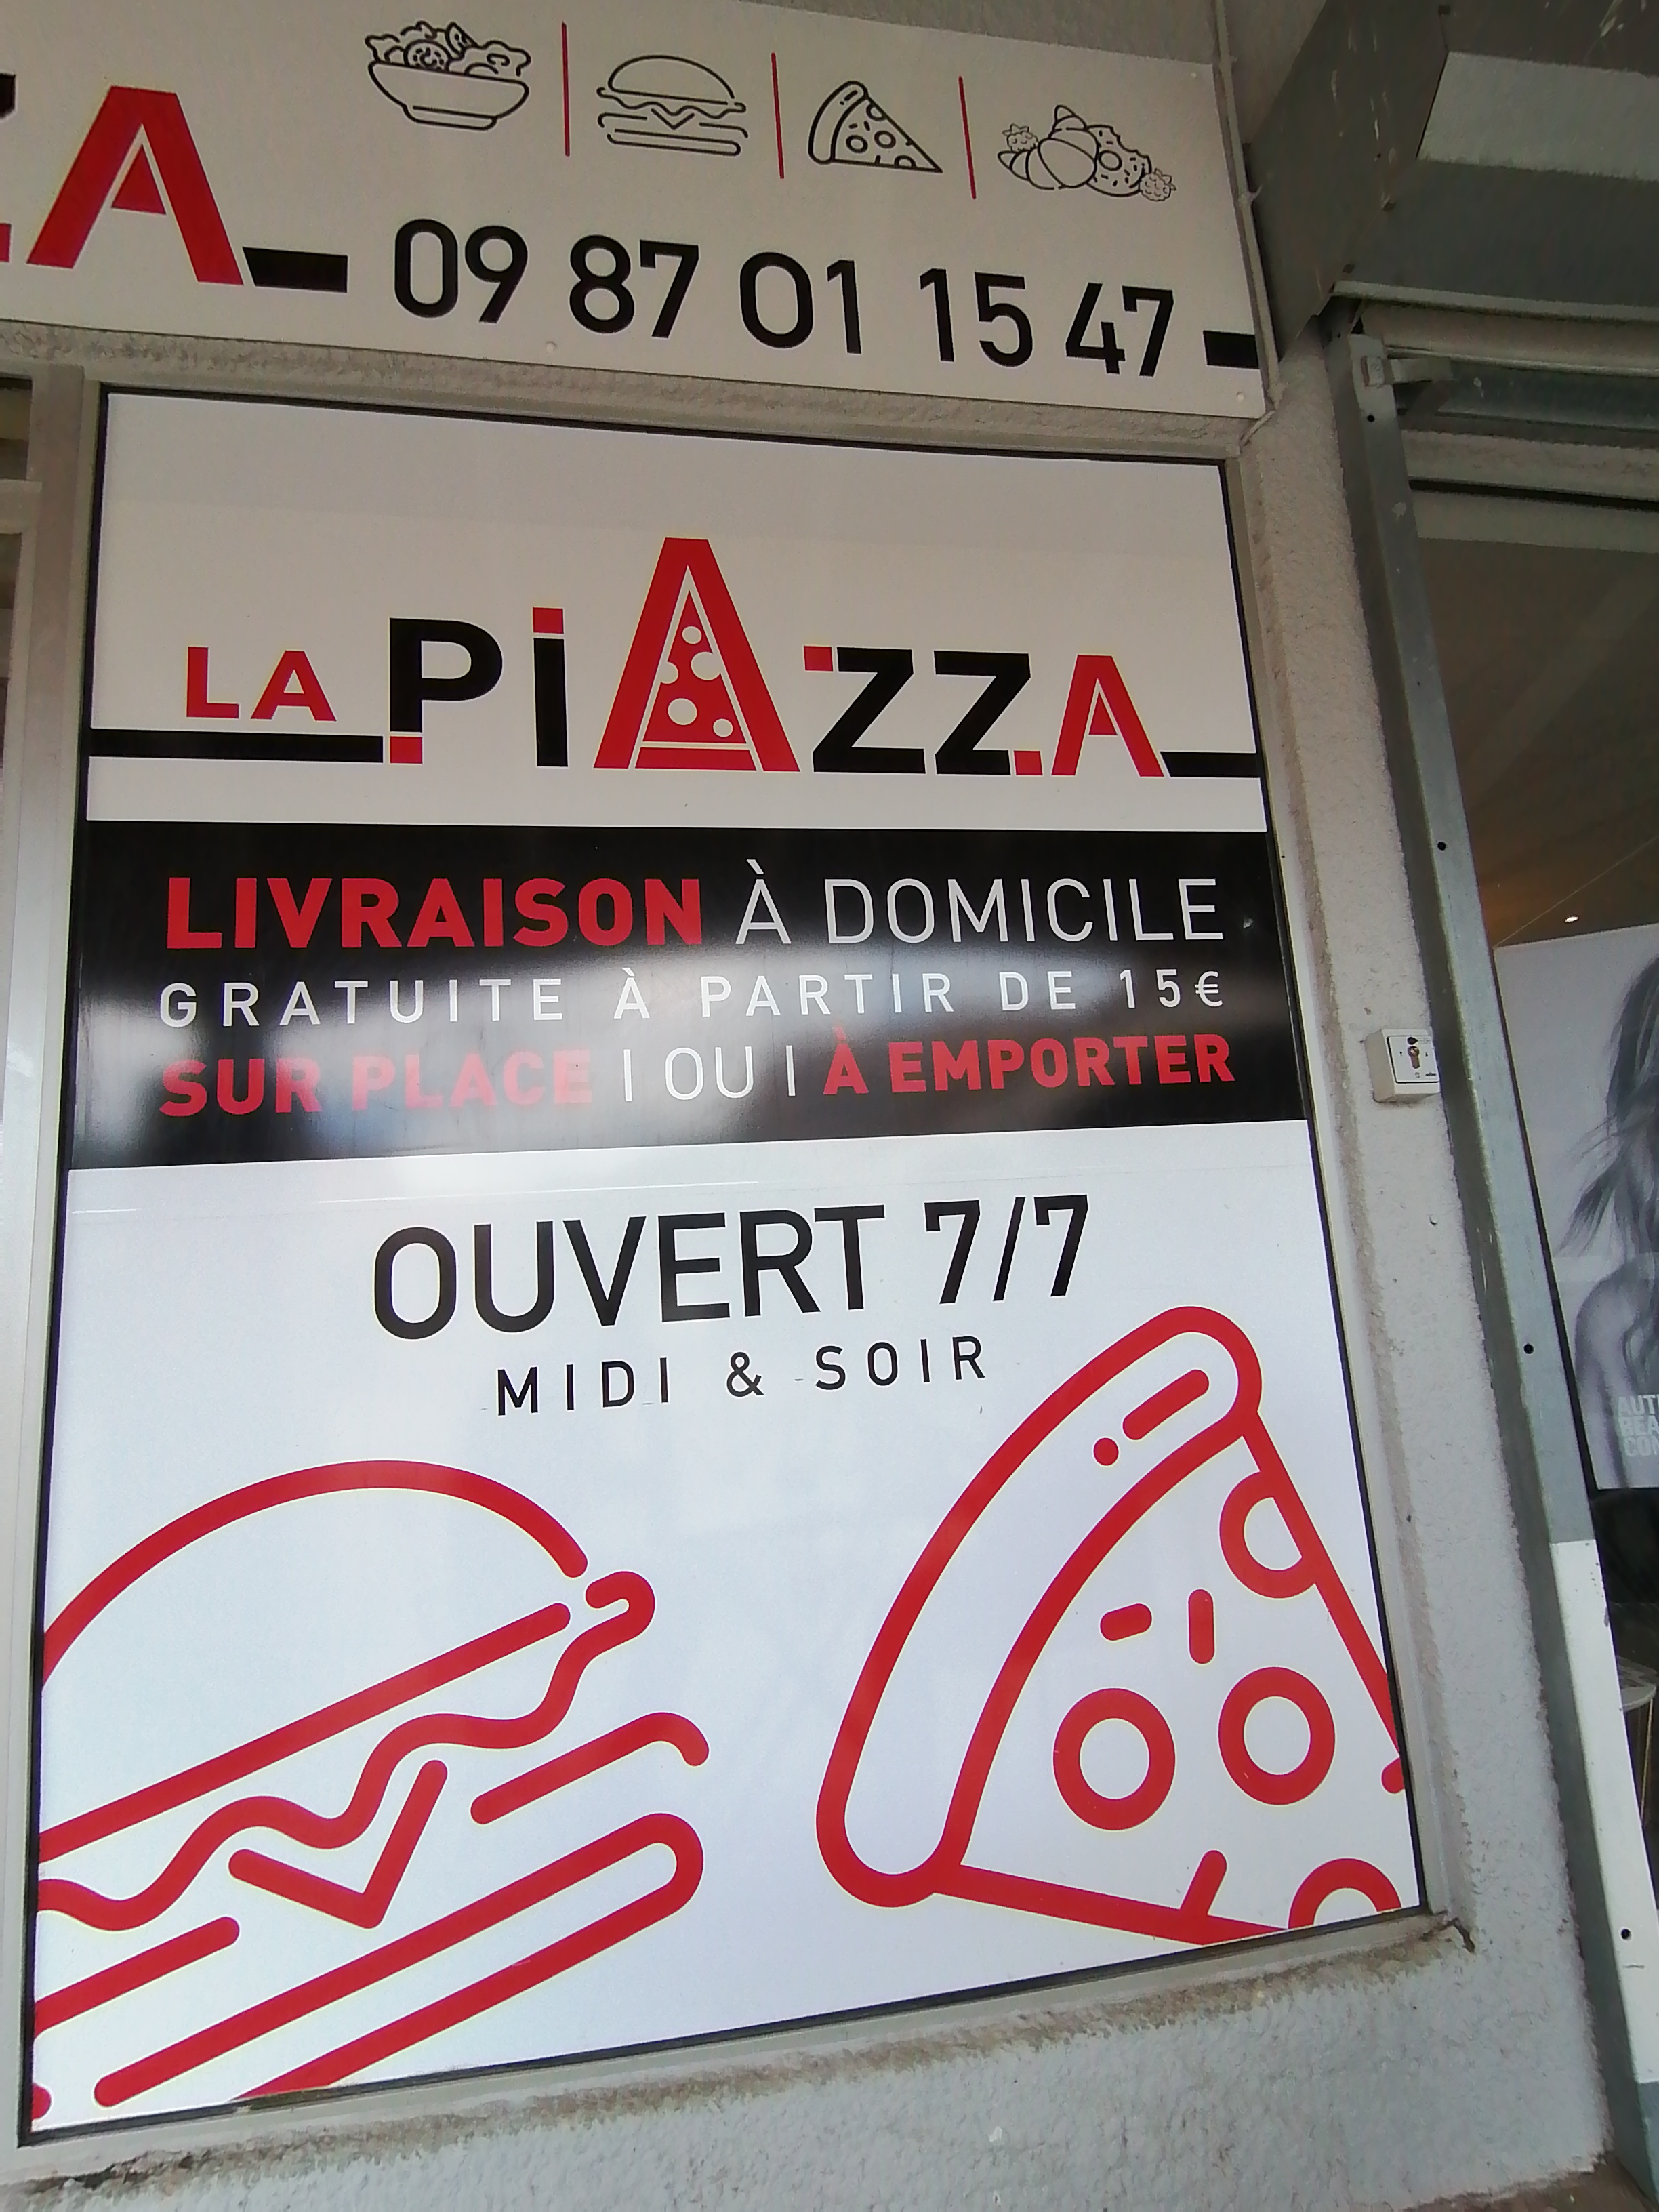 ZA
09 87 01 15 47
LA PiAZZA
LIVRAISON À DOMICILE
GRATUITE À PARTIR DE 15€
SUR PLACE | OU | À EMPORTER
OUVERT 7/7
MIDI & SOIR